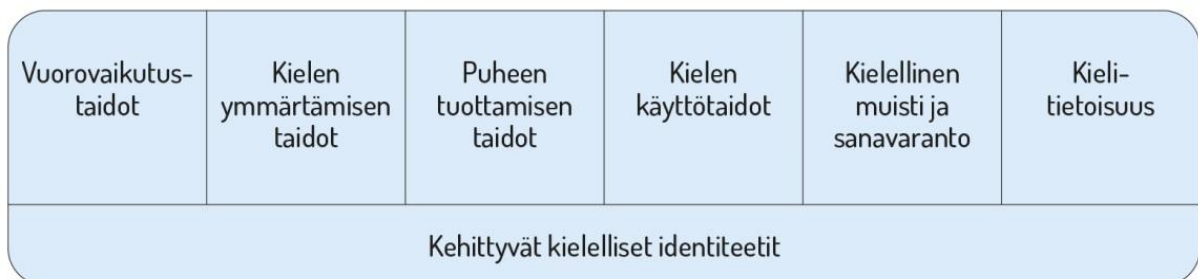 Vuorovaikutus-
taidot
Kielen
ymmärtämisen
taidot
Puheen
tuottamisen
taidot
Kielen
käyttötaidot
Kielellinen
muisti ja
sanavaranto
Kieli-
tietoisuus
Kehittyvät kielelliset identiteetit